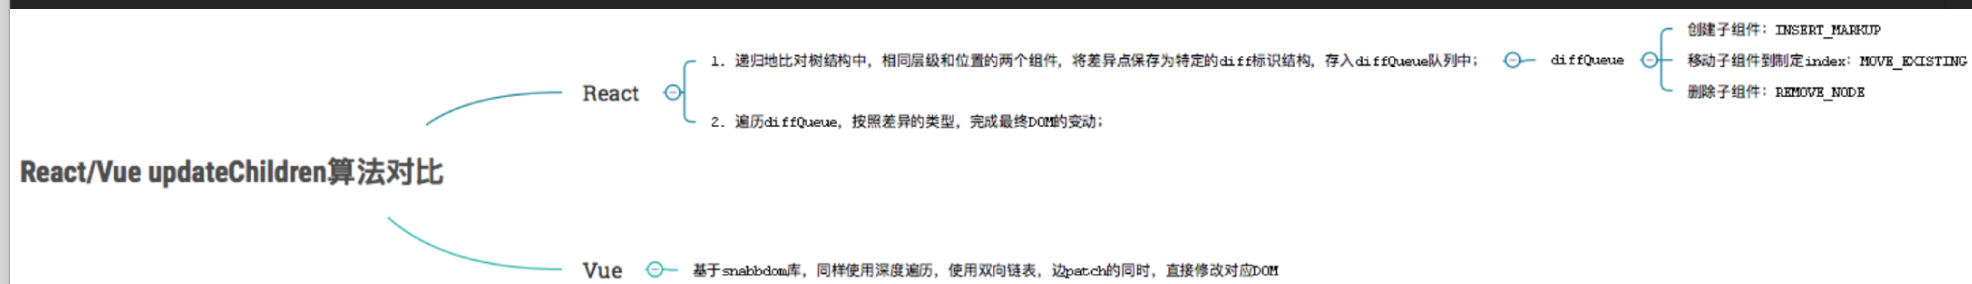 React/Vue updateChildren算法对比
React
1. 递归地比对树结构中，相同层级和位置的两个组件，将差异点保存为特定的diff标识结构，存入diffQueue队列中；
diffQueue
创建子组件：INSERT_MARKUP
移动子组件到制定index：MOVE_EXISTING
删除子组件：REMOVE_NODE
2. 遍历diffQueue，按照差异的类型，完成最终DOM的变动；
Vue
基于snabbdom库，同样使用深度遍历，使用双向链表，边patch的同时，直接修改对应DOM